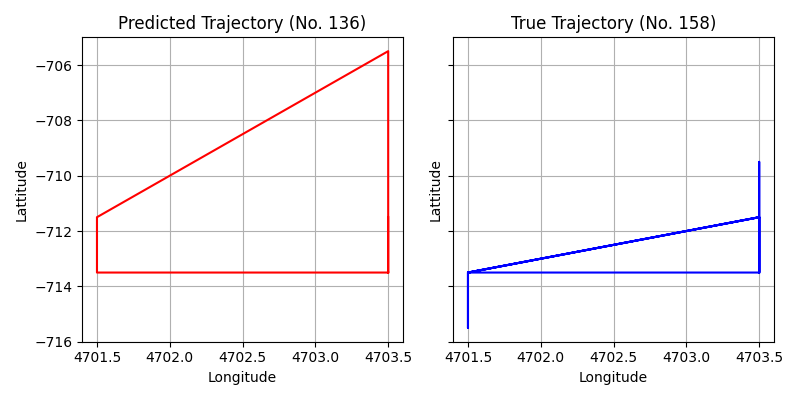 Predicted Trajectory (No. 136)
True Trajectory (No. 158)
−706
−708
−710
−712
−714
−716
Lattitude
Lattitude
4701.5 4702.0 4702.5 4703.0 4703.5
4701.5 4702.0 4702.5 4703.0 4703.5
Longitude
Longitude